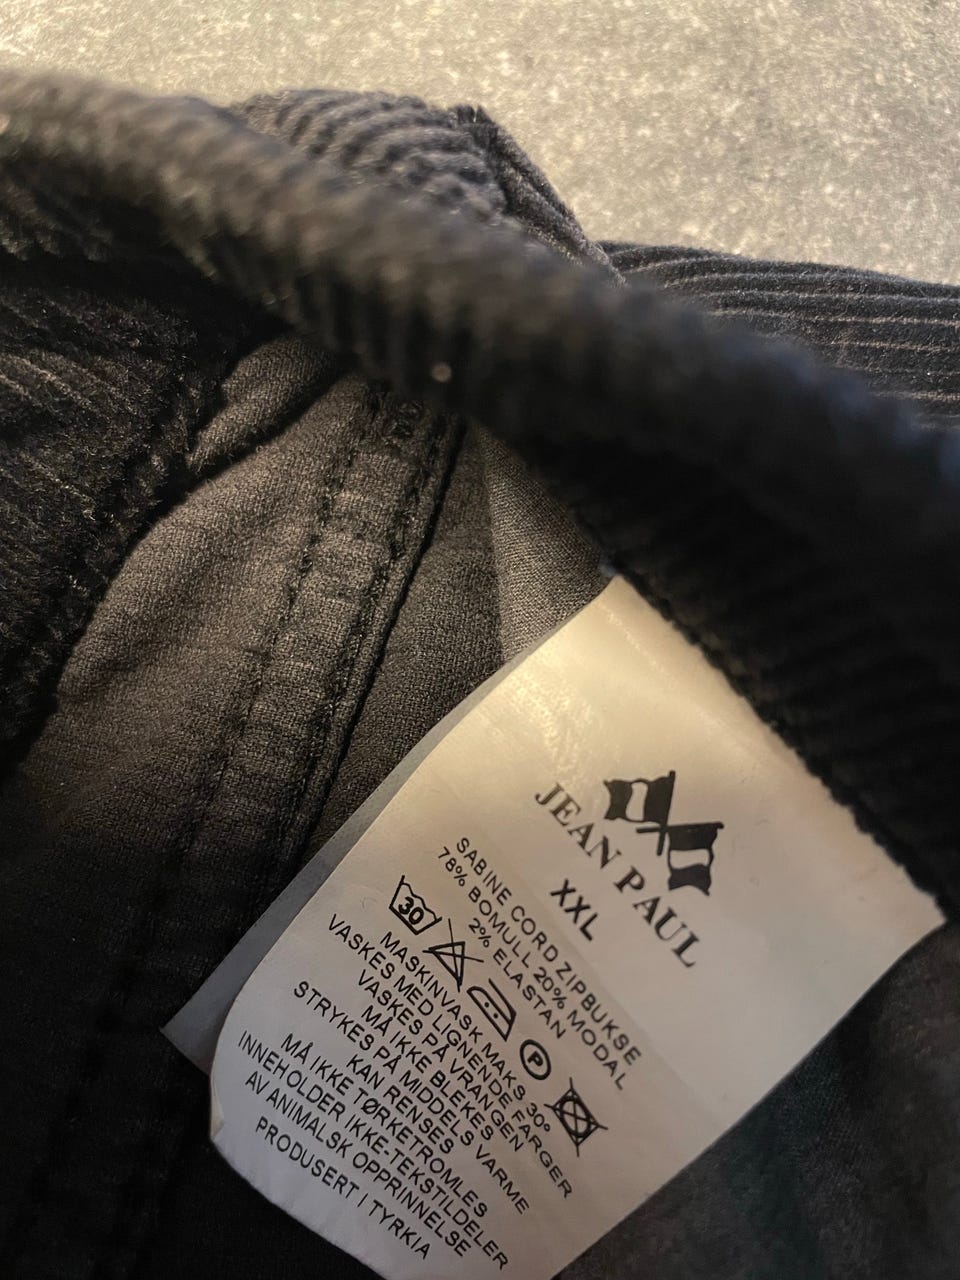 JEAN PAUL
XXL
SABINE CORD ZIPBUKSE
78% BOMULL 20% MODAL
2% ELASTAN
30
P
MASKINVASK MAKS 30°
VASKES MED LIGNENDE FARGER
VASKES PÅ VRANGEN
MÅ IKKE BLEKES
STRYKES PÅ MIDDELS VARME
KAN RENSES
MÅ IKKE TØRKETROMLES
INNEHOLDER IKKE-TEKSTILDELER
AV ANIMALSK OPPRINNELSE
PRODUSERT I TYRKIA